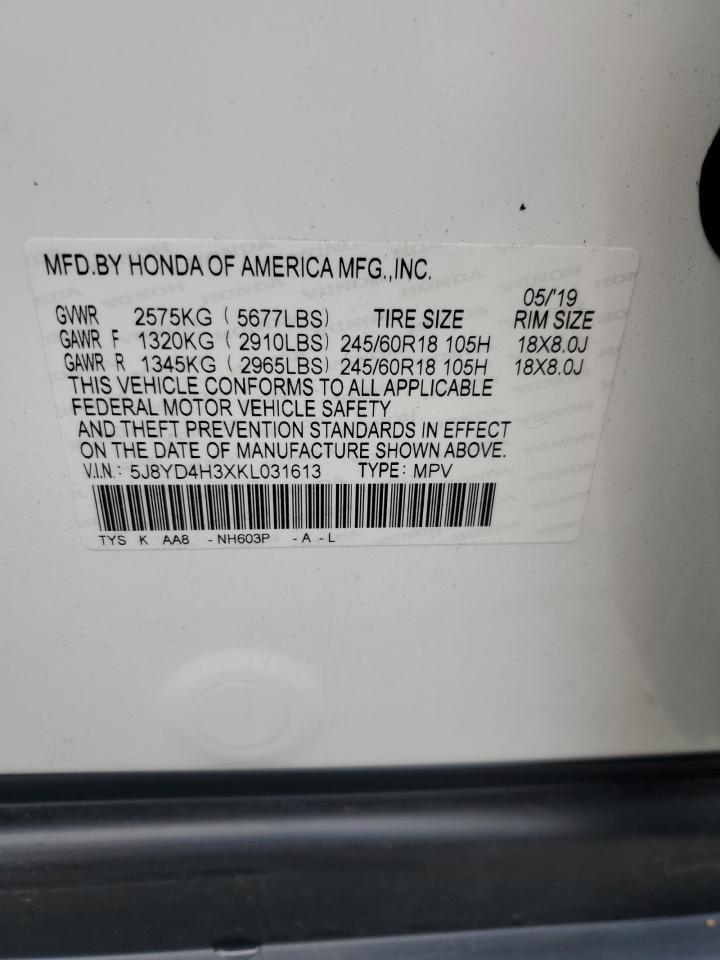 MFD.BY HONDA OF AMERICA MFG.,INC.
05/'19
GVWR 2575KG ( 5677LBS) TIRE SIZE RIM SIZE
GAWR F 1320KG ( 2910LBS) 245/60R18 105H 18X8.0J
GAWR R 1345KG ( 2965LBS) 245/60R18 105H 18X8.0J
THIS VEHICLE CONFORMS TO ALL APPLICABLE
FEDERAL MOTOR VEHICLE SAFETY
AND THEFT PREVENTION STANDARDS IN EFFECT
ON THE DATE OF MANUFACTURE SHOWN ABOVE.
V.I.N.: 5J8YD4H3XKL031613 TYPE: MPV
TYS K AA8 - NH603P - A - L